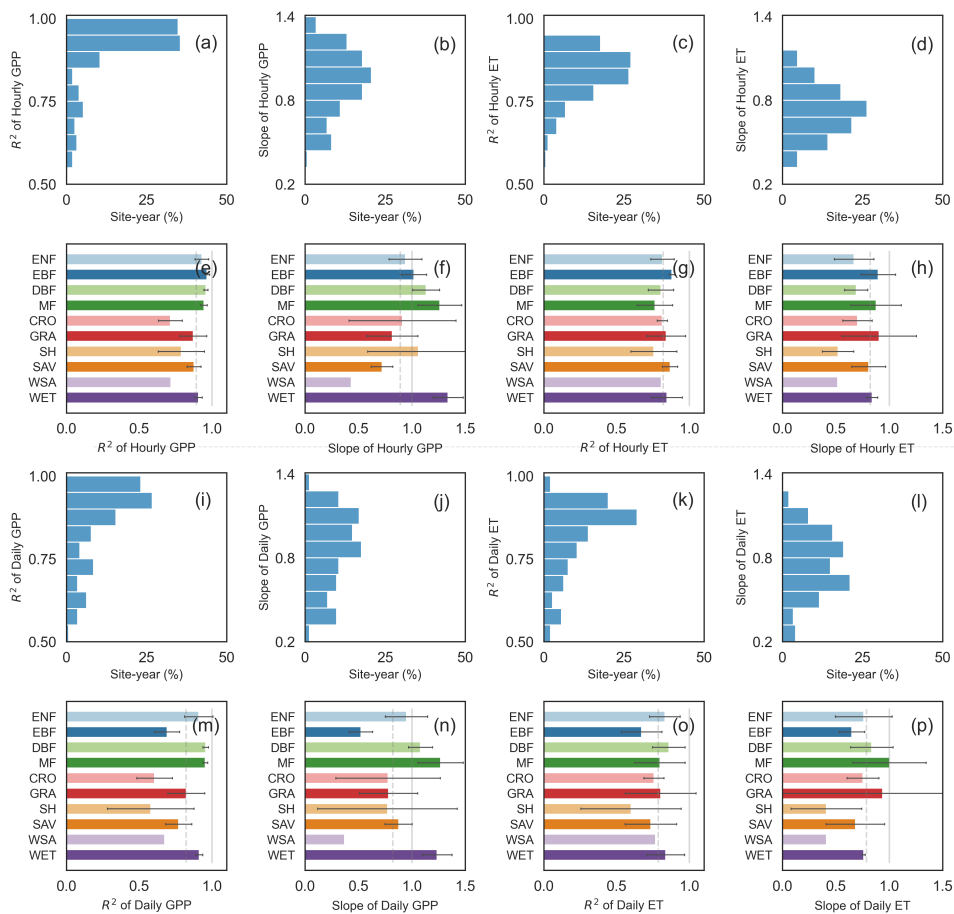 1.00
0.75
0.50
R² of Hourly GPP
(a)
0
25
50
Site-year (%)
1.4
0.8
0.2
Slope of Hourly GPP
(b)
0
25
50
Site-year (%)
1.00
0.75
0.50
R² of Hourly ET
(c)
0
25
50
Site-year (%)
1.4
0.8
0.2
Slope of Hourly ET
(d)
0
25
50
Site-year (%)
ENF
EBF
DBF
MF
CRO
GRA
SH
SAV
WSA
WET
(e)
0.0
0.5
1.0
R² of Hourly GPP
ENF
EBF
DBF
MF
CRO
GRA
SH
SAV
WSA
WET
(f)
0.0
0.5
1.0
1.5
Slope of Hourly GPP
ENF
EBF
DBF
MF
CRO
GRA
SH
SAV
WSA
WET
(g)
0.0
0.5
1.0
R² of Hourly ET
ENF
EBF
DBF
MF
CRO
GRA
SH
SAV
WSA
WET
(h)
0.0
0.5
1.0
1.5
Slope of Hourly ET
1.00
0.75
0.50
R² of Daily GPP
(i)
0
25
50
Site-year (%)
1.4
0.8
0.2
Slope of Daily GPP
(j)
0
25
50
Site-year (%)
1.00
0.75
0.50
R² of Daily ET
(k)
0
25
50
Site-year (%)
1.4
0.8
0.2
Slope of Daily ET
(l)
0
25
50
Site-year (%)
ENF
EBF
DBF
MF
CRO
GRA
SH
SAV
WSA
WET
(m)
0.0
0.5
1.0
R² of Daily GPP
ENF
EBF
DBF
MF
CRO
GRA
SH
SAV
WSA
WET
(n)
0.0
0.5
1.0
1.5
Slope of Daily GPP
ENF
EBF
DBF
MF
CRO
GRA
SH
SAV
WSA
WET
(o)
0.0
0.5
1.0
R² of Daily ET
ENF
EBF
DBF
MF
CRO
GRA
SH
SAV
WSA
WET
(p)
0.0
0.5
1.0
1.5
Slope of Daily ET